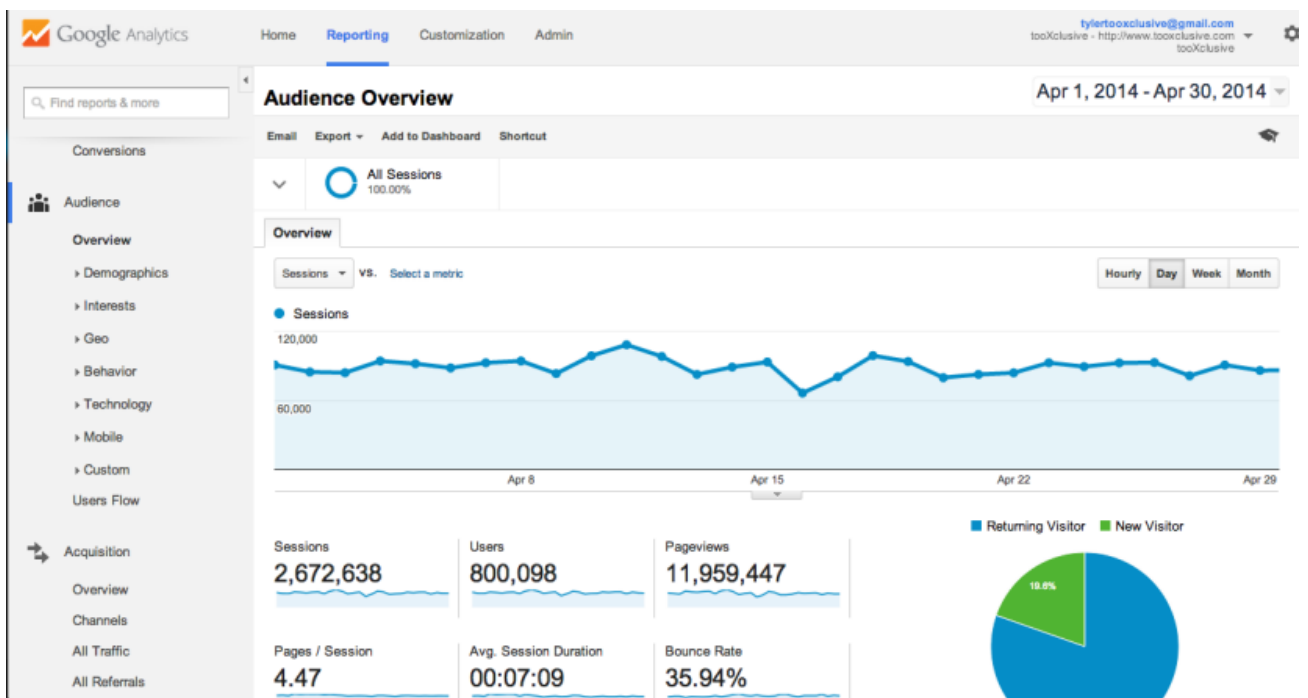 Google Analytics
Home Reporting Customization Admin
tylertooxclusive@gmail.com
tooXclusive - http://www.tooxclusive.com
tooXclusive
Find reports & more
Conversions
Audience
Overview
Demographics
Interests
Geo
Behavior
Technology
Mobile
Custom
Users Flow
Acquisition
Overview
Channels
All Traffic
All Referrals
Audience Overview
Apr 1, 2014 - Apr 30, 2014
Email Export Add to Dashboard Shortcut
All Sessions
100.00%
Overview
Sessions VS. Select a metric
Hourly Day Week Month
Sessions
120,000
60,000
Apr 8 Apr 15 Apr 22 Apr 29
Returning Visitor New Visitor
Sessions Users Pageviews
2,672,638 800,098 11,959,447
19.6%
Pages / Session Avg. Session Duration Bounce Rate
4.47 00:07:09 35.94%